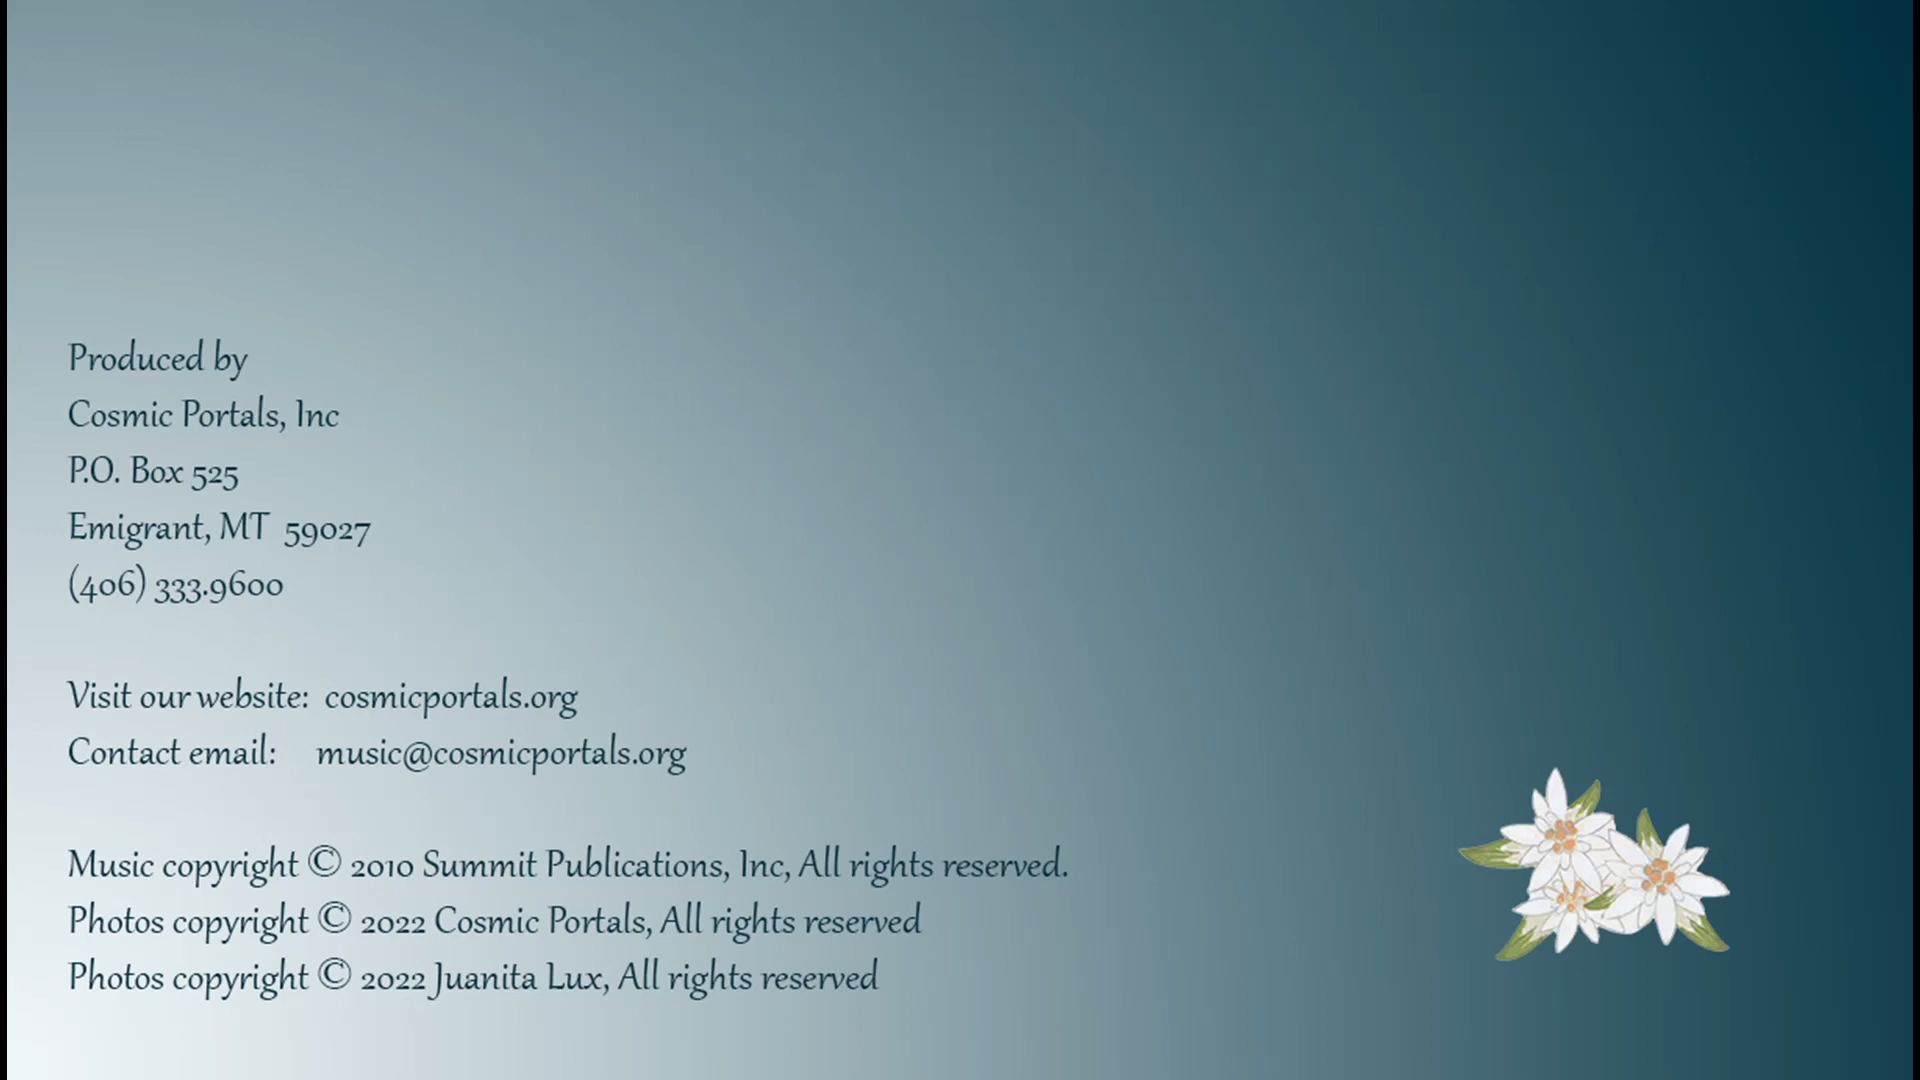 Produced by
Cosmic Portals, Inc
P.O. Box 525
Emigrant, MT 59027
(406) 333.9600
Visit our website: cosmicportals.org
Contact email: music@cosmicportals.org
Music copyright © 2010 Summit Publications, Inc, All rights reserved.
Photos copyright © 2022 Cosmic Portals, All rights reserved
Photos copyright © 2022 Juanita Lux, All rights reserved